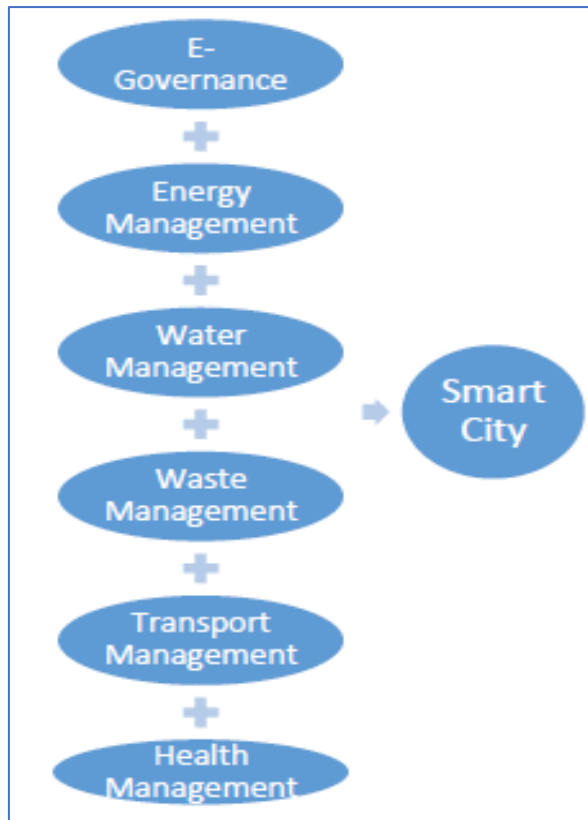 E-
Governance
Energy
Management
Water
Management
Waste
Management
Transport
Management
Health
Management
Smart
City